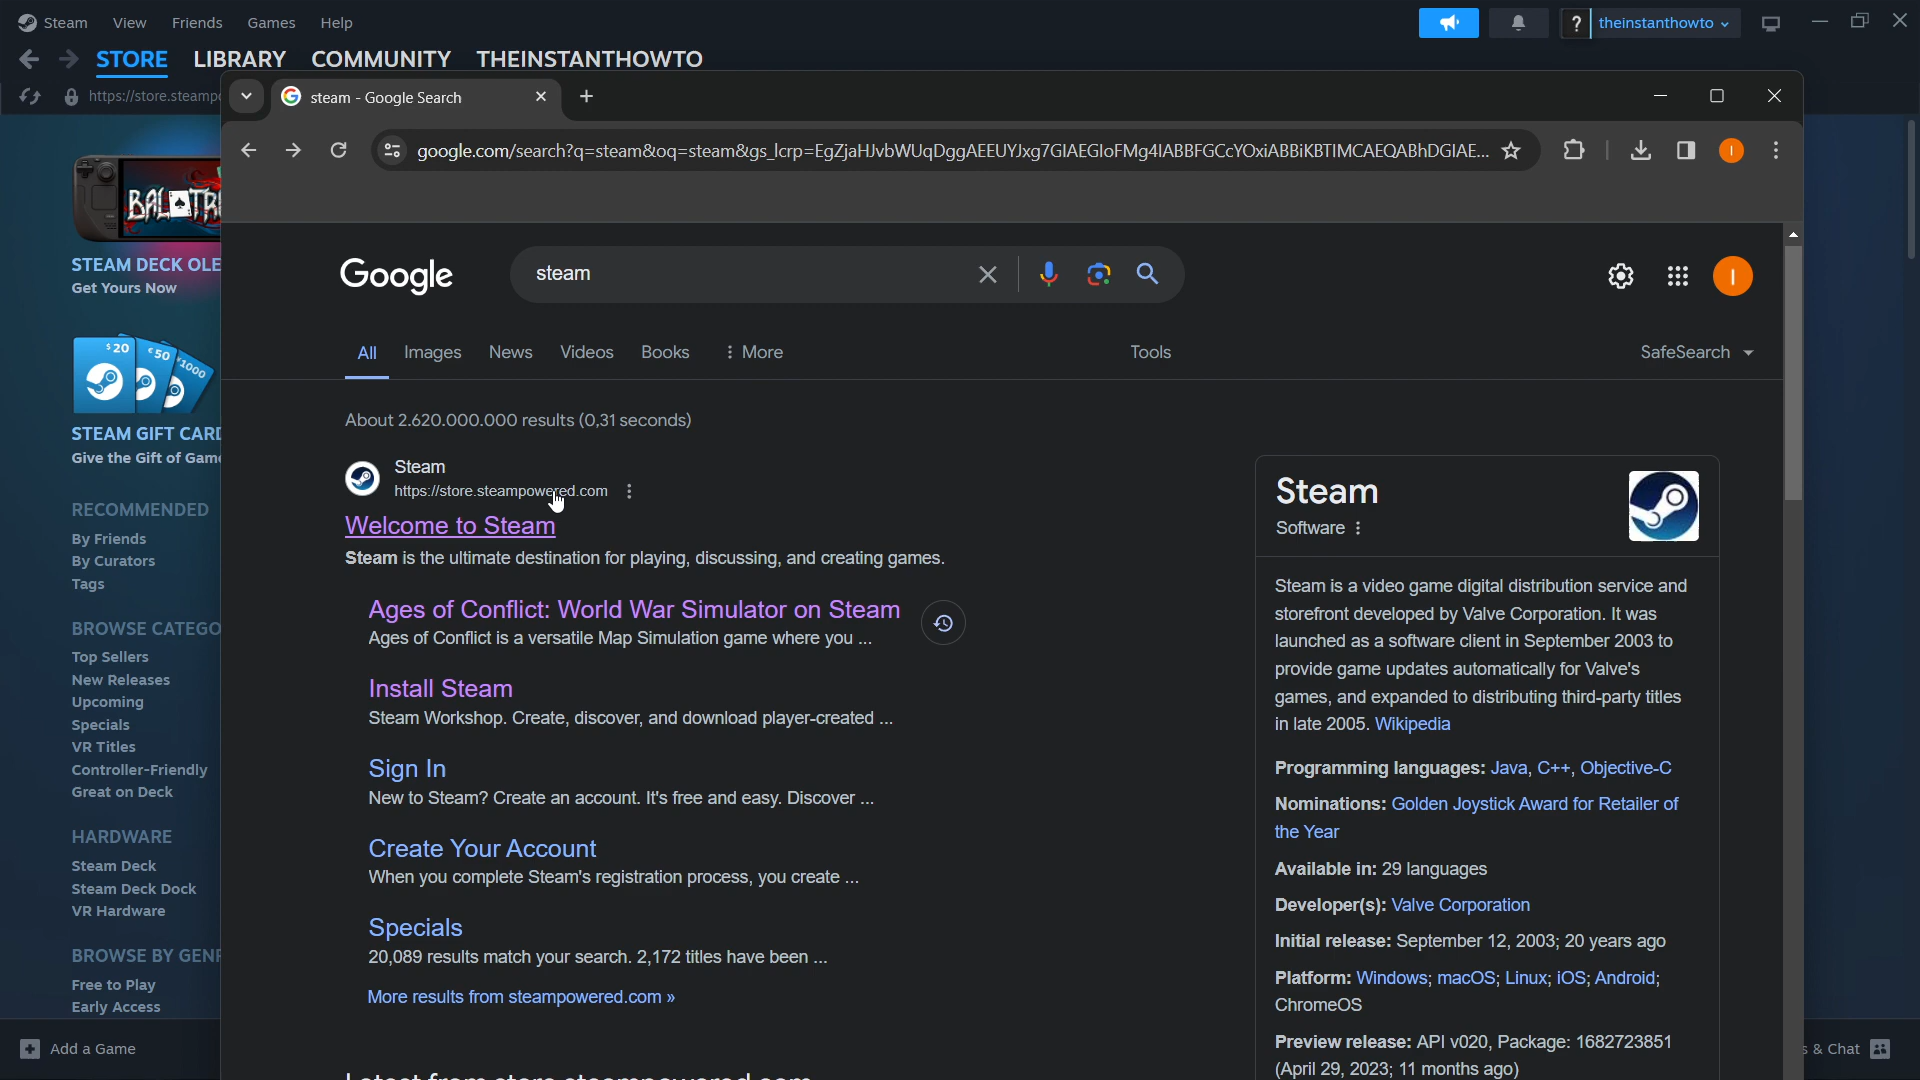 Steam View Friends Games Help
? theinstanthowto
STORE LIBRARY COMMUNITY THEINSTANTHOWTO
https://store.steamp
steam - Google Search
google.com/search?q=steam&oq=steam&gs_lcrp=EgZjaHJvbWUqDggAEEUYJxg7GIAEGIoFMg4IABBFGCcYOxiABBiKBTIMCAEQABhDGIAE...
BALATR
STEAM DECK OLE
Get Yours Now
$20 €50 ¥1000
STEAM GIFT CARD
Give the Gift of Game
RECOMMENDED
By Friends
By Curators
Tags
BROWSE CATEGO
Top Sellers
New Releases
Upcoming
Specials
VR Titles
Controller-Friendly
Great on Deck
HARDWARE
Steam Deck
Steam Deck Dock
VR Hardware
BROWSE BY GENR
Free to Play
Early Access
Add a Game
Google
steam
I
I
All Images News Videos Books More Tools SafeSearch
About 2.620.000.000 results (0,31 seconds)
Steam
https://store.steampowered.com
Welcome to Steam
Steam is the ultimate destination for playing, discussing, and creating games.
Ages of Conflict: World War Simulator on Steam
Ages of Conflict is a versatile Map Simulation game where you ...
Install Steam
Steam Workshop. Create, discover, and download player-created ...
Sign In
New to Steam? Create an account. It's free and easy. Discover ...
Create Your Account
When you complete Steam's registration process, you create ...
Specials
20,089 results match your search. 2,172 titles have been ...
More results from steampowered.com »
Latest from store.steampowered.com
Steam
Software
Steam is a video game digital distribution service and
storefront developed by Valve Corporation. It was
launched as a software client in September 2003 to
provide game updates automatically for Valve's
games, and expanded to distributing third-party titles
in late 2005. Wikipedia
Programming languages: Java, C++, Objective-C
Nominations: Golden Joystick Award for Retailer of
the Year
Available in: 29 languages
Developer(s): Valve Corporation
Initial release: September 12, 2003; 20 years ago
Platform: Windows; macOS; Linux; iOS; Android;
ChromeOS
Preview release: API v020, Package: 1682723851
(April 29, 2023; 11 months ago)
s & Chat